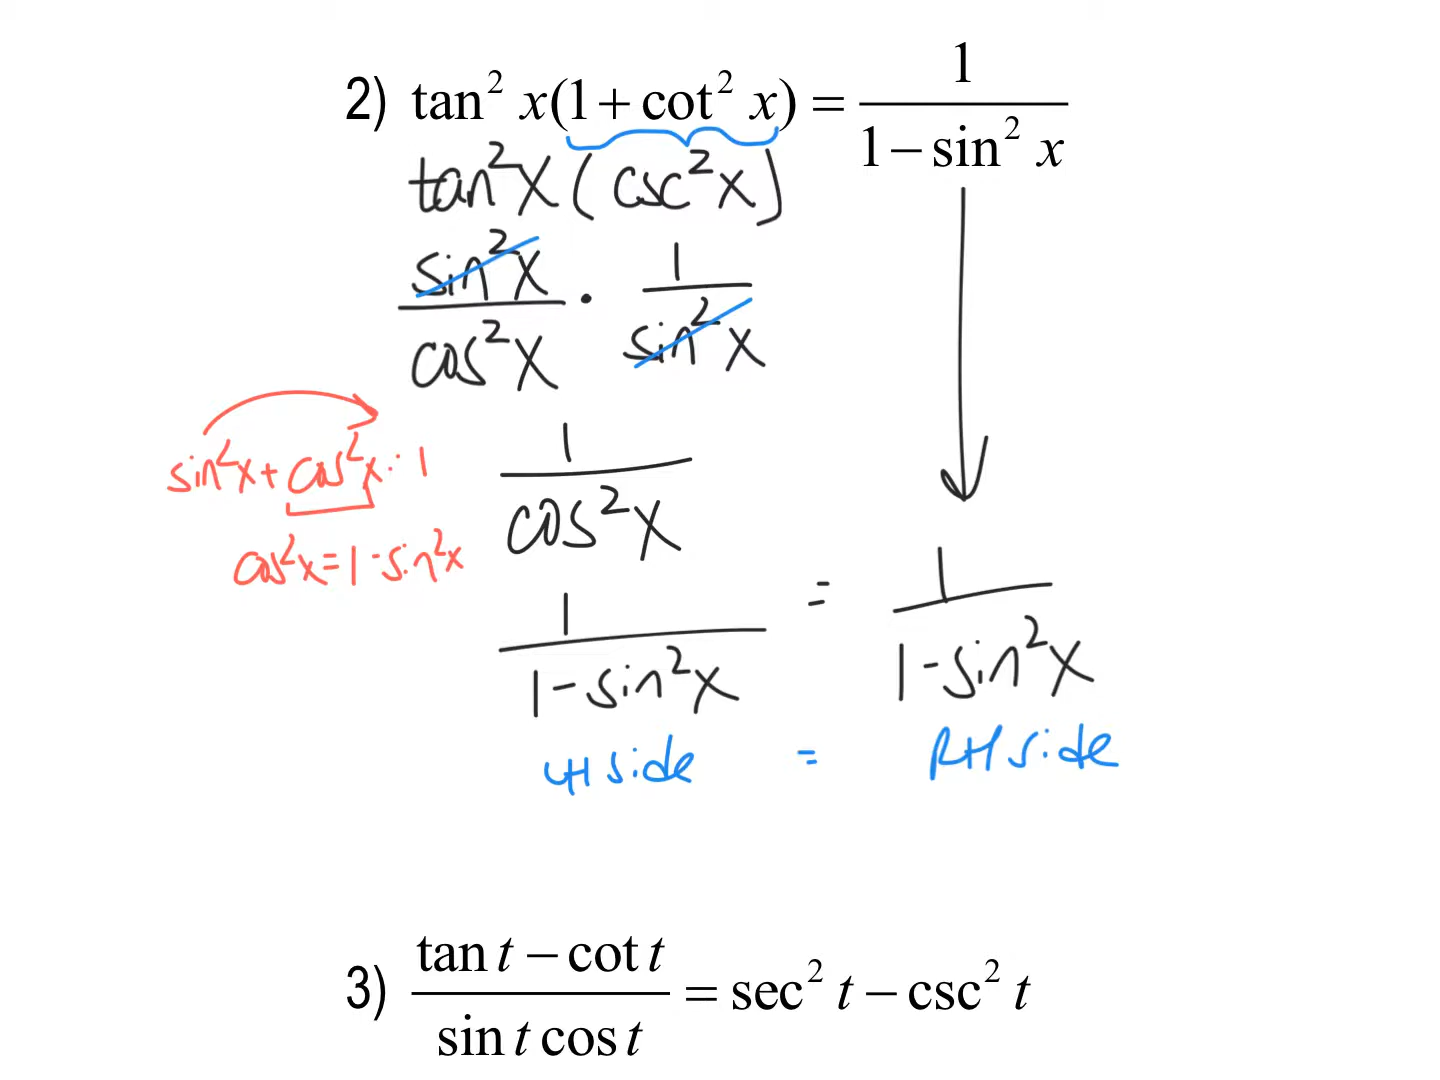 2) tan² x(1 + cot² x) = 1 / (1 − sin² x)
tan²x (csc²x)
sin²x / cos²x · 1 / sin²x
1 / cos²x
sin²x + cos²x = 1
cos²x = 1 - sin²x
1 / (1 - sin²x) = 1 / (1 - sin²x)
LH side = RH side
3) (tan t − cot t) / (sin t cos t) = sec² t − csc² t